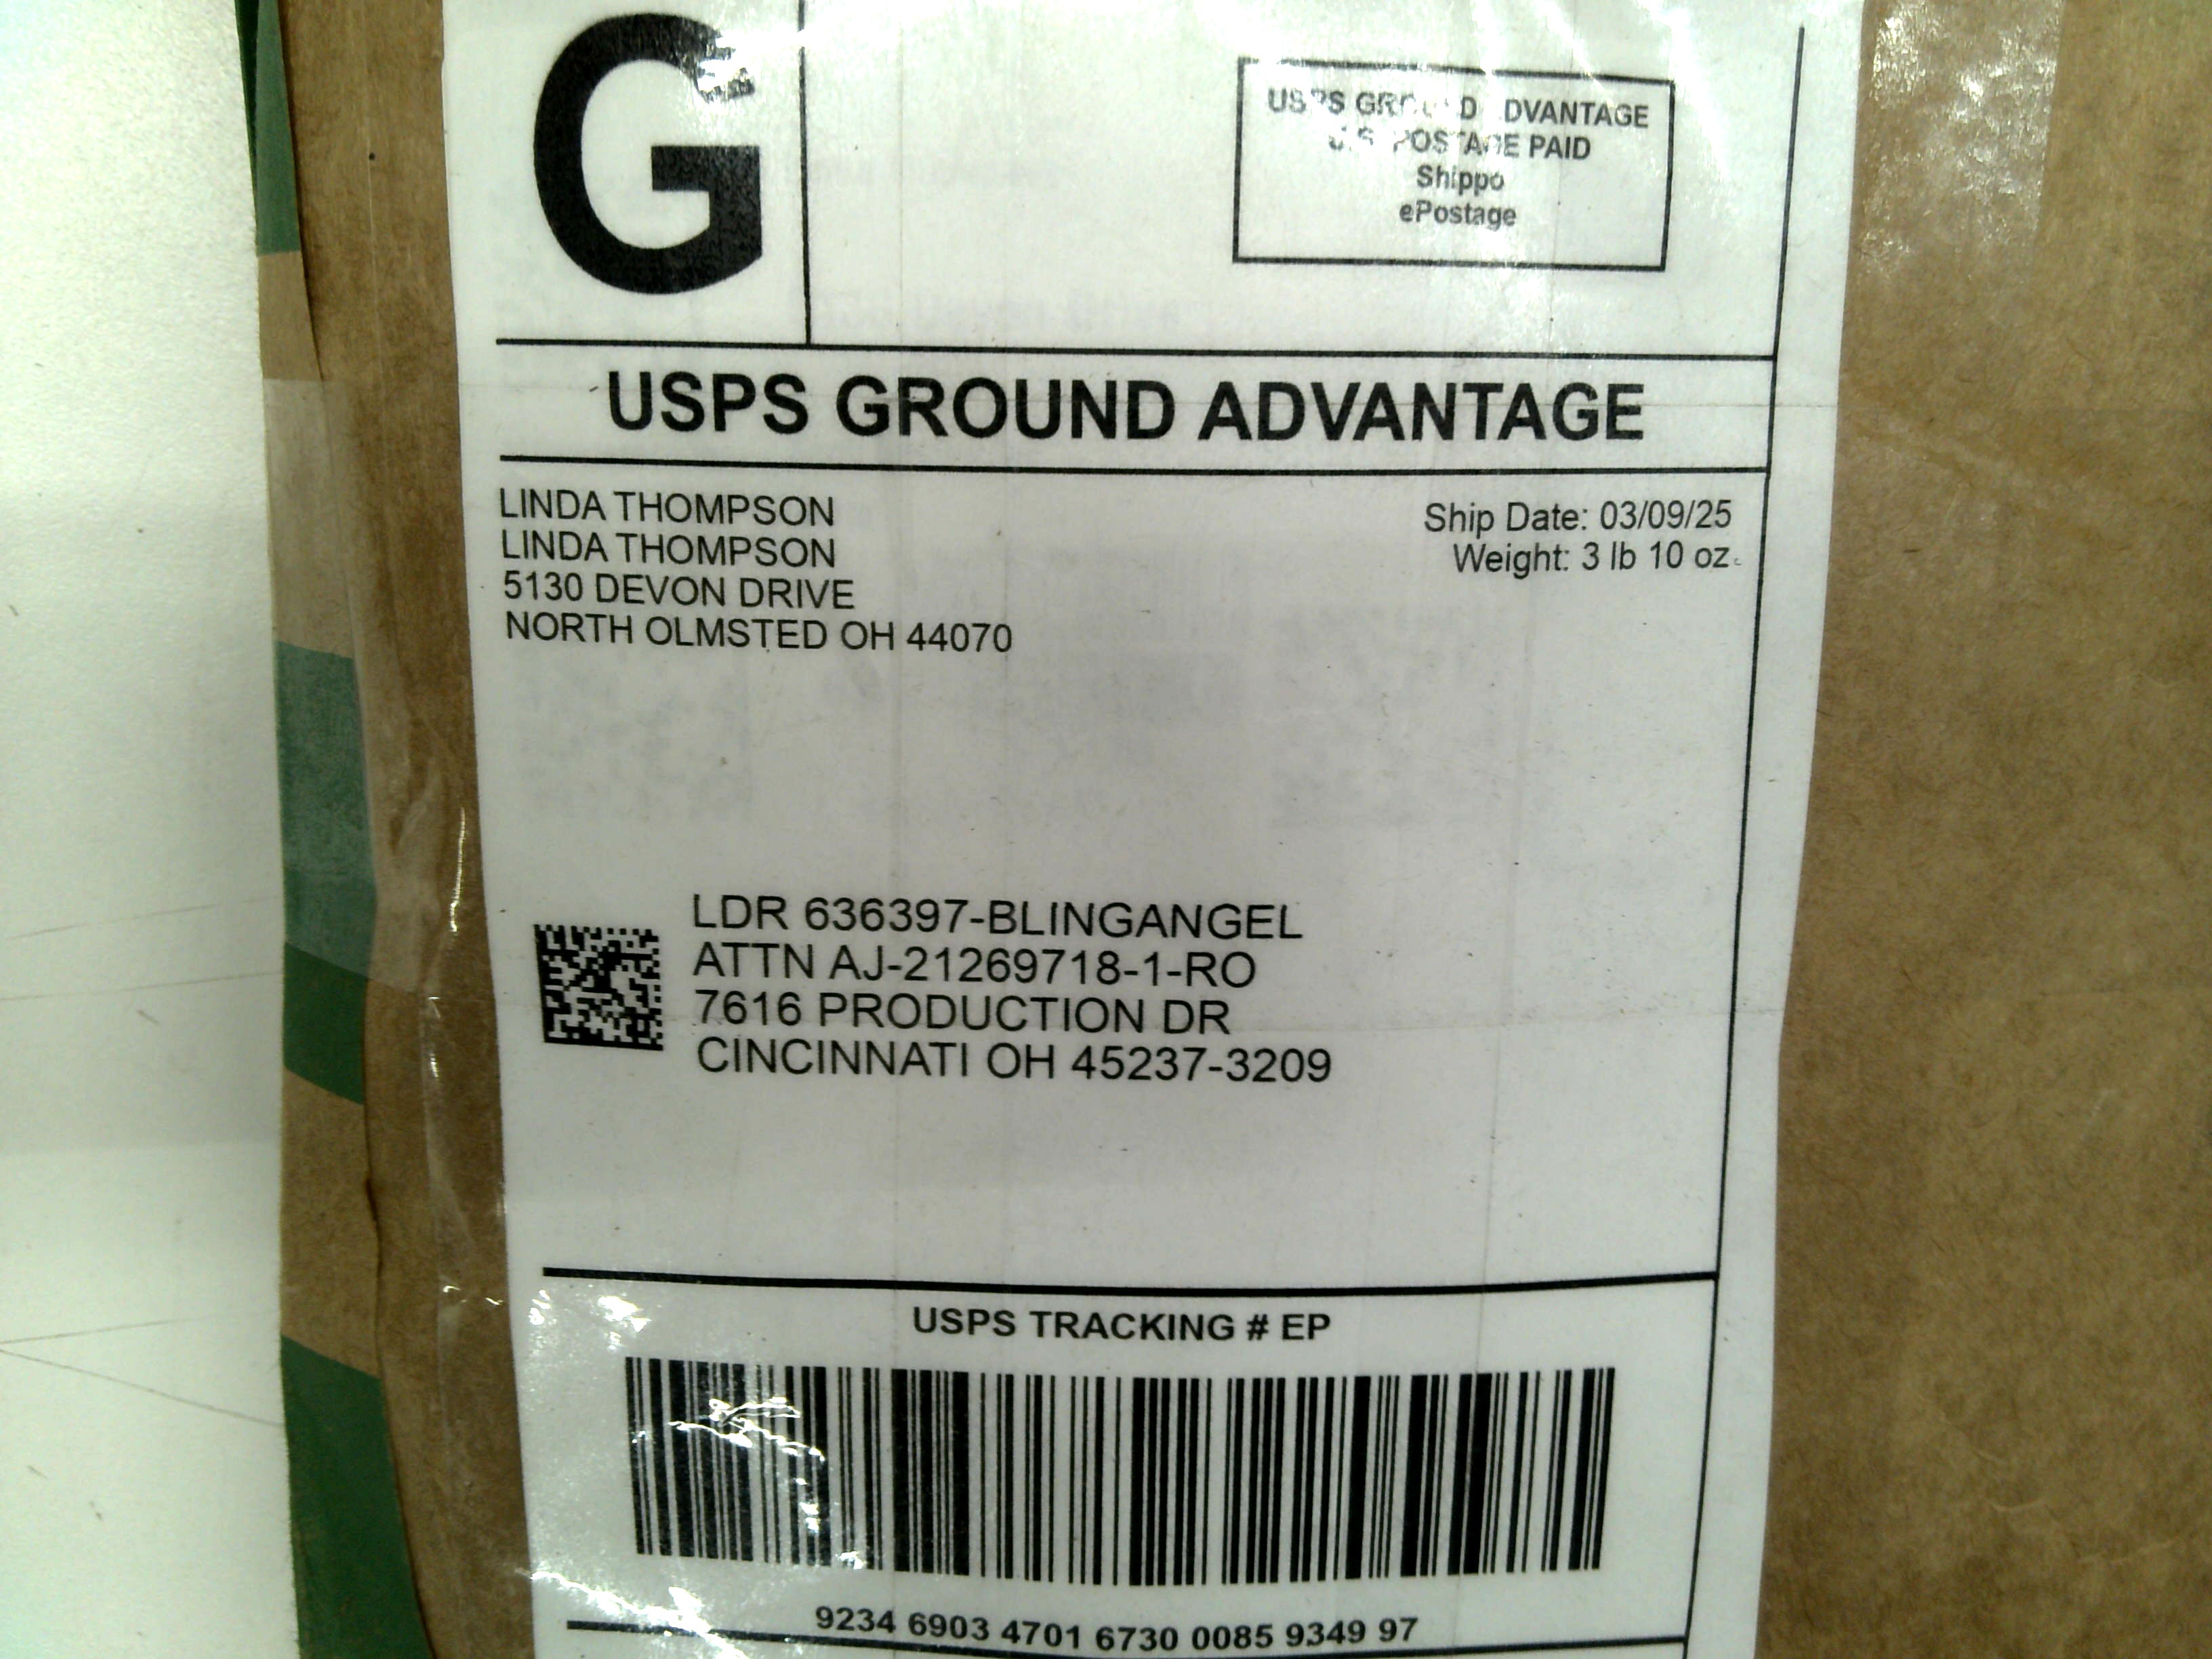 G
USPS GROUND ADVANTAGE
U.S. POSTAGE PAID
Shippo
ePostage
USPS GROUND ADVANTAGE
LINDA THOMPSON
LINDA THOMPSON
5130 DEVON DRIVE
NORTH OLMSTED OH 44070
Ship Date: 03/09/25
Weight: 3 lb 10 oz
LDR 636397-BLINGANGEL
ATTN AJ-21269718-1-RO
7616 PRODUCTION DR
CINCINNATI OH 45237-3209
USPS TRACKING # EP
9234 6903 4701 6730 0085 9349 97